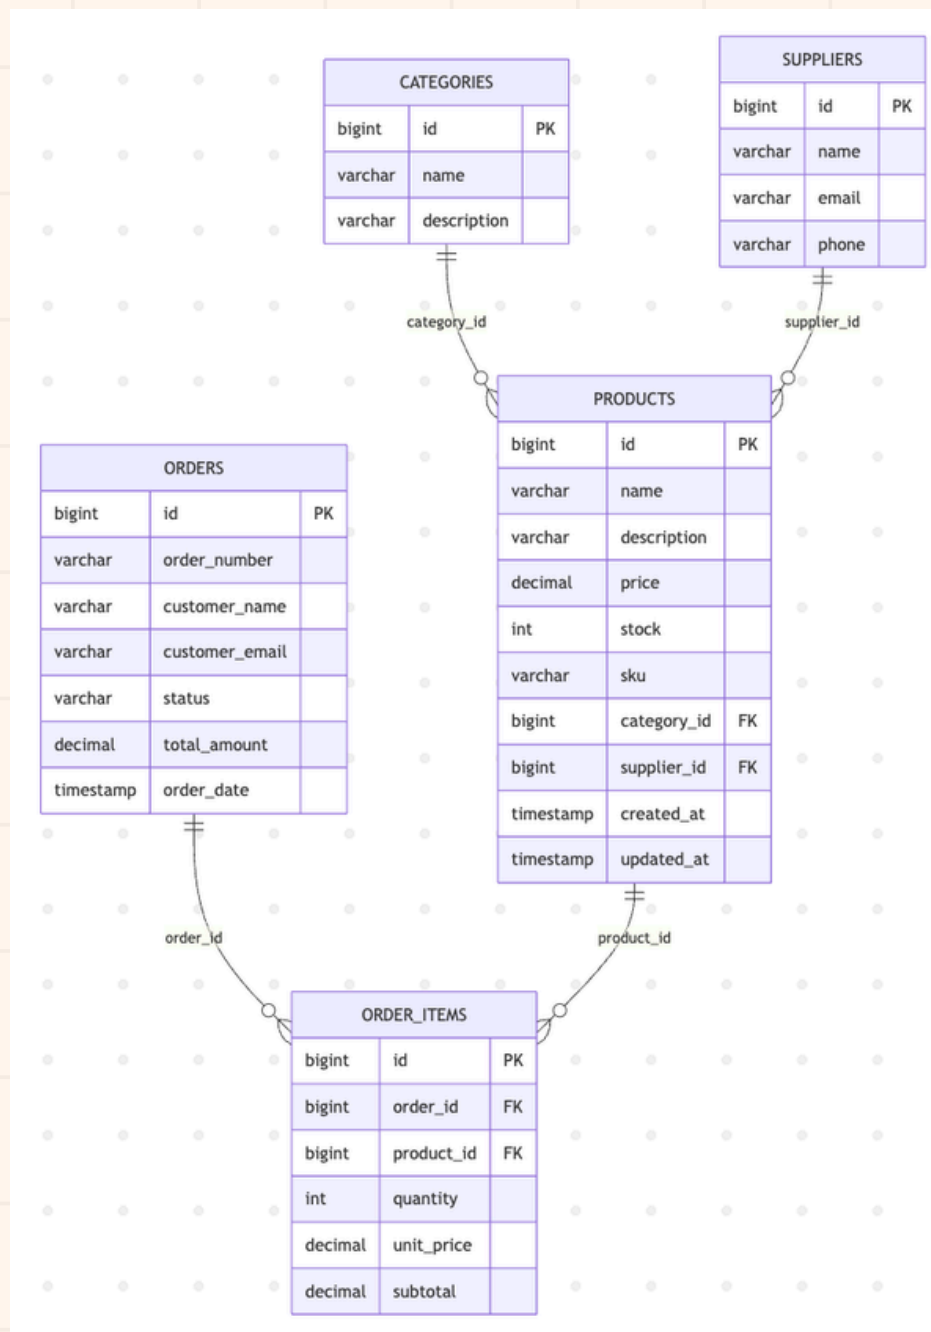 CATEGORIES
bigint id PK
varchar name
varchar description
SUPPLIERS
bigint id PK
varchar name
varchar email
varchar phone
category_id
supplier_id
PRODUCTS
bigint id PK
varchar name
varchar description
decimal price
int stock
varchar sku
bigint category_id FK
bigint supplier_id FK
timestamp created_at
timestamp updated_at
ORDERS
bigint id PK
varchar order_number
varchar customer_name
varchar customer_email
varchar status
decimal total_amount
timestamp order_date
order_id
product_id
ORDER_ITEMS
bigint id PK
bigint order_id FK
bigint product_id FK
int quantity
decimal unit_price
decimal subtotal